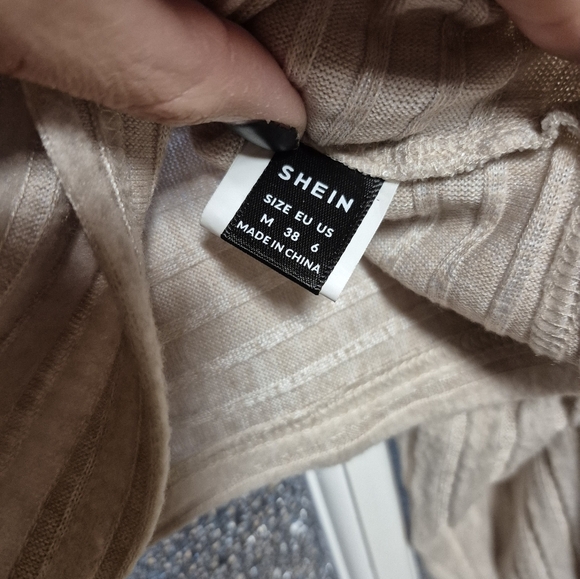 SHEIN
SIZE EU US
M 38 6
MADE IN CHINA